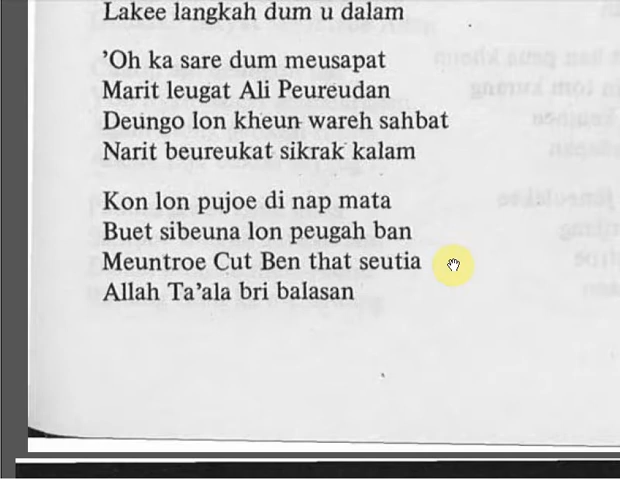 Lakee langkah dum u dalam
'Oh ka sare dum meusapat
Marit leugat Ali Peureudan
Deungo lon kheun wareh sahbat
Narit beureukat sikrak kalam
Kon lon pujoe di nap mata
Buet sibeuna lon peugah ban
Meuntroe Cut Ben that seutia
Allah Ta'ala bri balasan